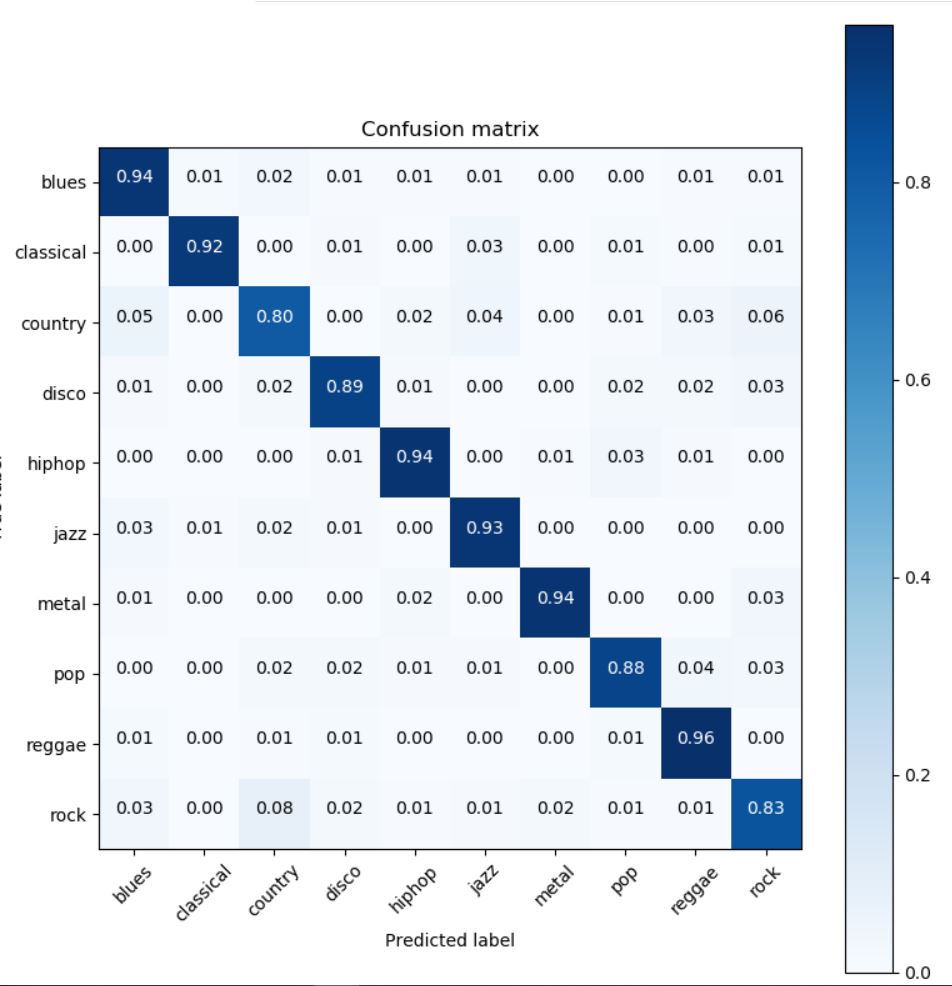 Confusion matrix
blues 0.94 0.01 0.02 0.01 0.01 0.01 0.00 0.00 0.01 0.01
classical 0.00 0.92 0.00 0.01 0.00 0.03 0.00 0.01 0.00 0.01
country 0.05 0.00 0.80 0.00 0.02 0.04 0.00 0.01 0.03 0.06
disco 0.01 0.00 0.02 0.89 0.01 0.00 0.00 0.02 0.02 0.03
hiphop 0.00 0.00 0.00 0.01 0.94 0.00 0.01 0.03 0.01 0.00
jazz 0.03 0.01 0.02 0.01 0.00 0.93 0.00 0.00 0.00 0.00
metal 0.01 0.00 0.00 0.00 0.02 0.00 0.94 0.00 0.00 0.03
pop 0.00 0.00 0.02 0.02 0.01 0.01 0.00 0.88 0.04 0.03
reggae 0.01 0.00 0.01 0.01 0.00 0.00 0.00 0.01 0.96 0.00
rock 0.03 0.00 0.08 0.02 0.01 0.01 0.02 0.01 0.01 0.83
blues classical country disco hiphop jazz metal pop reggae rock
Predicted label
0.8
0.6
0.4
0.2
0.0